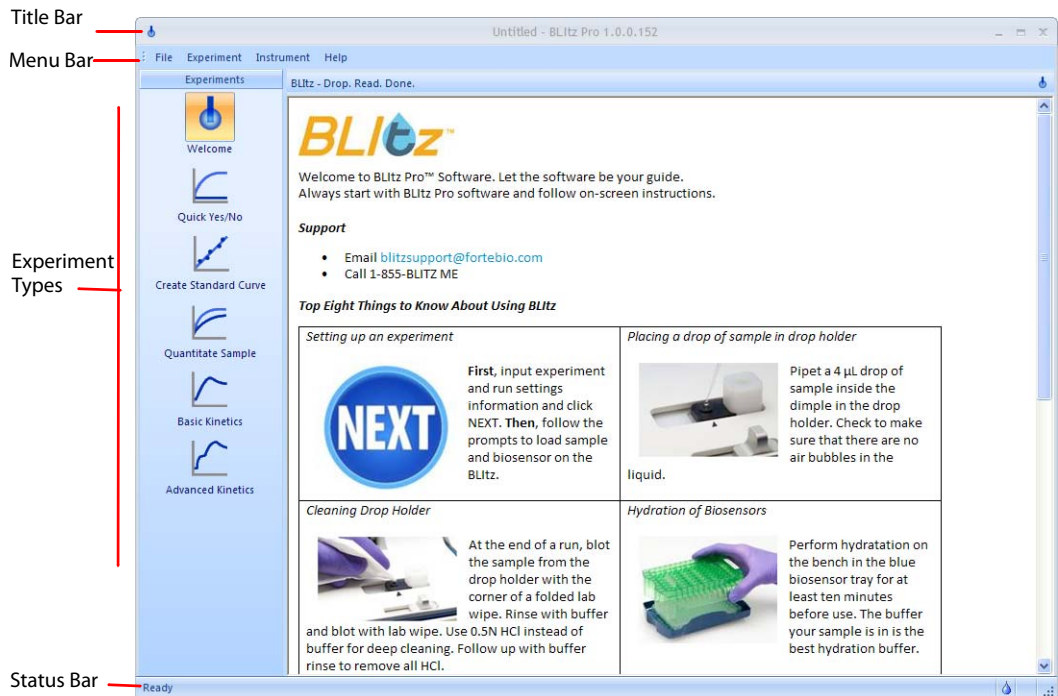 Title Bar
Untitled - BLItz Pro 1.0.0.152
Menu Bar
File Experiment Instrument Help
Experiments
BLItz - Drop. Read. Done.
Experiment
Types
Welcome
Quick Yes/No
Create Standard Curve
Quantitate Sample
Basic Kinetics
Advanced Kinetics
BLItz™
Welcome to BLItz Pro™ Software. Let the software be your guide.
Always start with BLItz Pro software and follow on-screen instructions.
Support
• Email blitzsupport@fortebio.com
• Call 1-855-BLITZ ME
Top Eight Things to Know About Using BLItz
Setting up an experiment
NEXT
First, input experiment
and run settings
information and click
NEXT. Then, follow the
prompts to load sample
and biosensor on the
BLItz.
Placing a drop of sample in drop holder
Pipet a 4 µL drop of
sample inside the
dimple in the drop
holder. Check to make
sure that there are no
air bubbles in the
liquid.
Cleaning Drop Holder
At the end of a run, blot
the sample from the
drop holder with the
corner of a folded lab
wipe. Rinse with buffer
and blot with lab wipe. Use 0.5N HCl instead of
buffer for deep cleaning. Follow up with buffer
rinse to remove all HCl.
Hydration of Biosensors
Perform hydratation on
the bench in the blue
biosensor tray for at
least ten minutes
before use. The buffer
your sample is in is the
best hydration buffer.
Status Bar
Ready